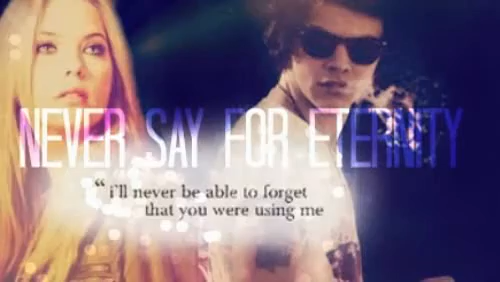 NEVER SAY FOR ETERNITY
“ i'll never be able to forget
that you were using me